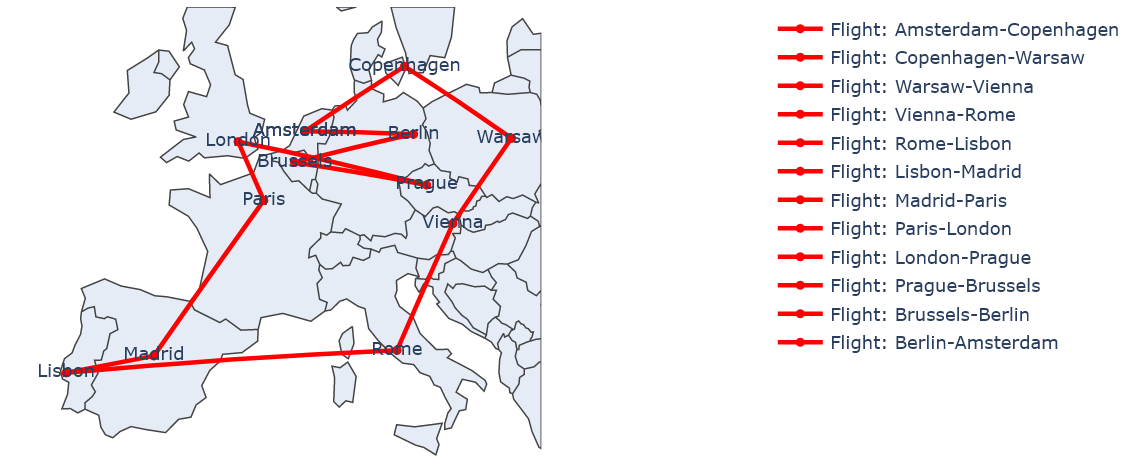 Copenhagen
Amsterdam
Berlin
London
Warsaw
Brussels
Prague
Paris
Vienna
Madrid
Rome
Lisbon
Flight: Amsterdam-Copenhagen
Flight: Copenhagen-Warsaw
Flight: Warsaw-Vienna
Flight: Vienna-Rome
Flight: Rome-Lisbon
Flight: Lisbon-Madrid
Flight: Madrid-Paris
Flight: Paris-London
Flight: London-Prague
Flight: Prague-Brussels
Flight: Brussels-Berlin
Flight: Berlin-Amsterdam